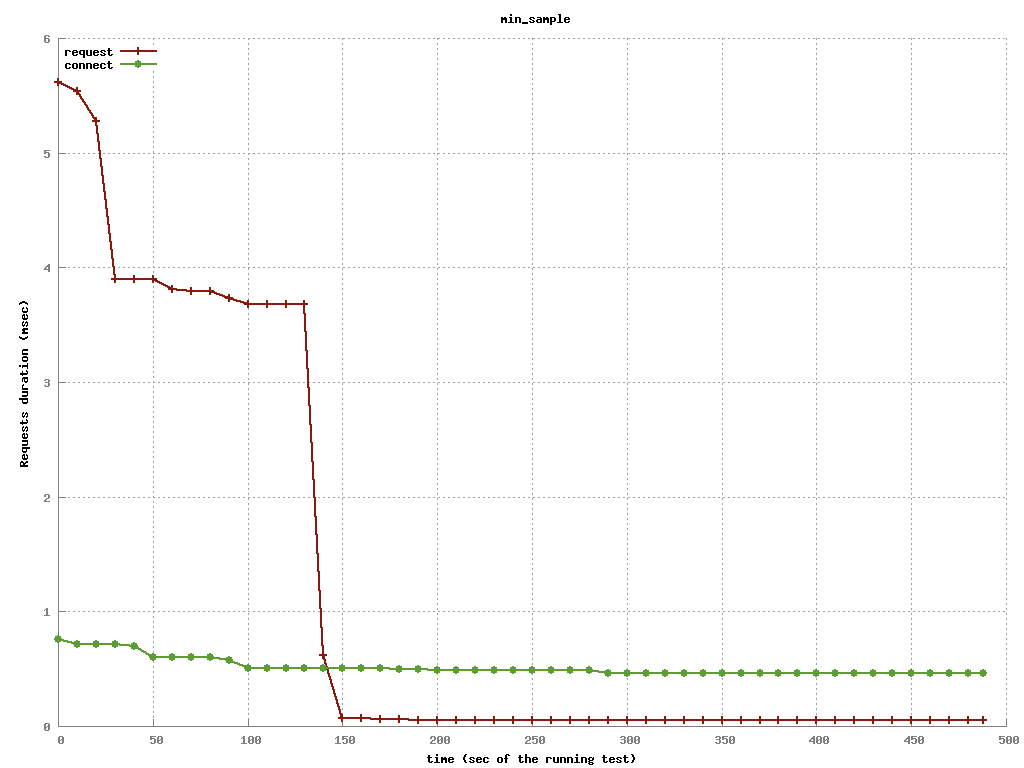 min_sample
6
request
connect
5
4
3
2
1
0
Requests duration (msec)
0 50 100 150 200 250 300 350 400 450 500
time (sec of the running test)